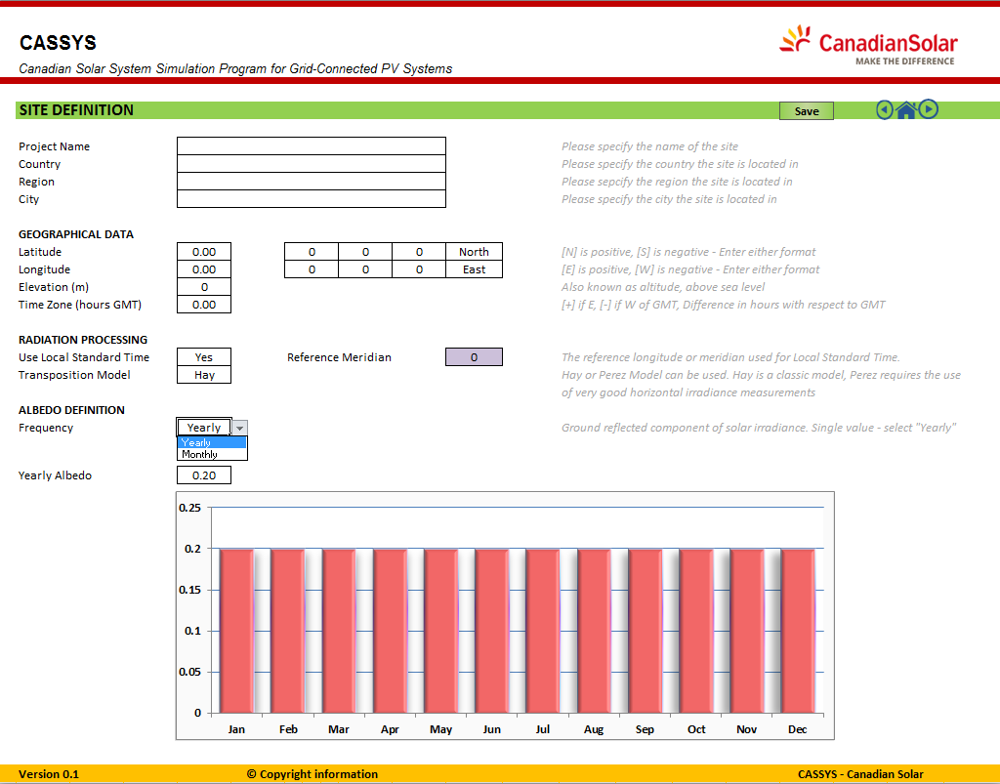 CASSYS
CanadianSolar
MAKE THE DIFFERENCE
Canadian Solar System Simulation Program for Grid-Connected PV Systems
SITE DEFINITION Save
Project Name Please specify the name of the site
Country Please specify the country the site is located in
Region Please sepcify the region the site is located in
City Please specify the city the site is located in
GEOGRAPHICAL DATA
Latitude 0.00 0 0 0 North [N] is positive, [S] is negative - Enter either format
Longitude 0.00 0 0 0 East [E] is positive, [W] is negative - Enter either format
Elevation (m) 0 Also known as altitude, above sea level
Time Zone (hours GMT) 0.00 [+] if E, [-] if W of GMT, Difference in hours with respect to GMT
RADIATION PROCESSING
Use Local Standard Time Yes Reference Meridian 0 The reference longitude or meridian used for Local Standard Time.
Transposition Model Hay Hay or Perez Model can be used. Hay is a classic model, Perez requires the use
of very good horizontal irradiance measurements
ALBEDO DEFINITION
Frequency Yearly Ground reflected component of solar irradiance. Single value - select "Yearly"
Yearly
Monthly
Yearly Albedo 0.20
0.25
0.2
0.15
0.1
0.05
0
Jan Feb Mar Apr May Jun Jul Aug Sep Oct Nov Dec
Version 0.1 © Copyright information CASSYS - Canadian Solar